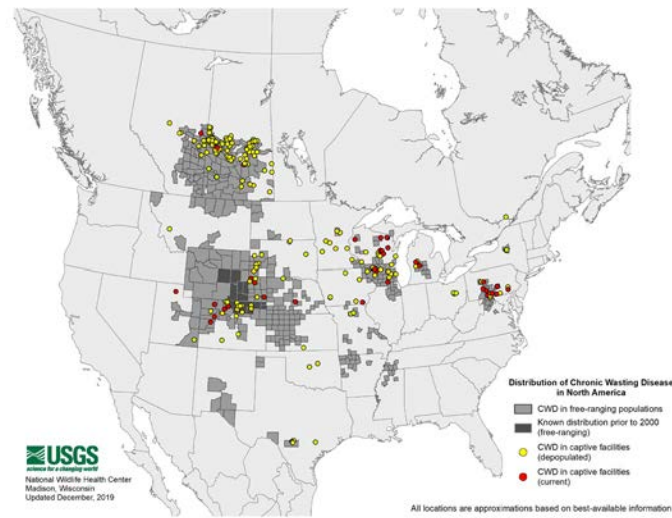 Distribution of Chronic Wasting Disease
in North America
CWD in free-ranging populations
Known distribution prior to 2000
(free-ranging)
CWD in captive facilities
(depopulated)
CWD in captive facilities
(current)
USGS
science for a changing world
National Wildlife Health Center
Madison, Wisconsin
Updated December, 2019
All locations are approximations based on best-available information